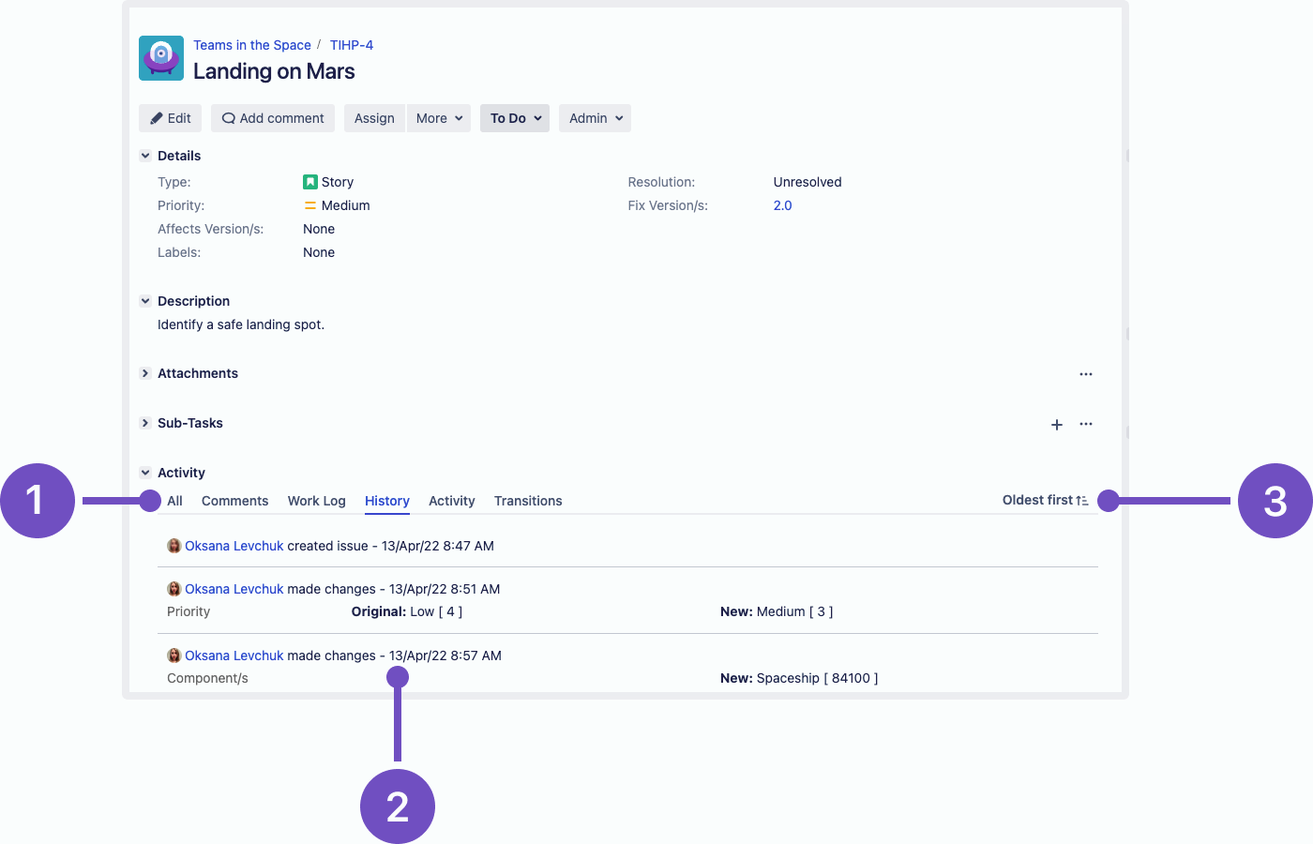 Teams in the Space / TIHP-4
Landing on Mars
Edit Add comment Assign More To Do Admin
Details
Type: Story Resolution: Unresolved
Priority: Medium Fix Version/s: 2.0
Affects Version/s: None
Labels: None
Description
Identify a safe landing spot.
Attachments
Sub-Tasks
Activity
1 All Comments Work Log History Activity Transitions Oldest first 3
Oksana Levchuk created issue - 13/Apr/22 8:47 AM
Oksana Levchuk made changes - 13/Apr/22 8:51 AM
Priority Original: Low [ 4 ] New: Medium [ 3 ]
Oksana Levchuk made changes - 13/Apr/22 8:57 AM
Component/s New: Spaceship [ 84100 ]
2